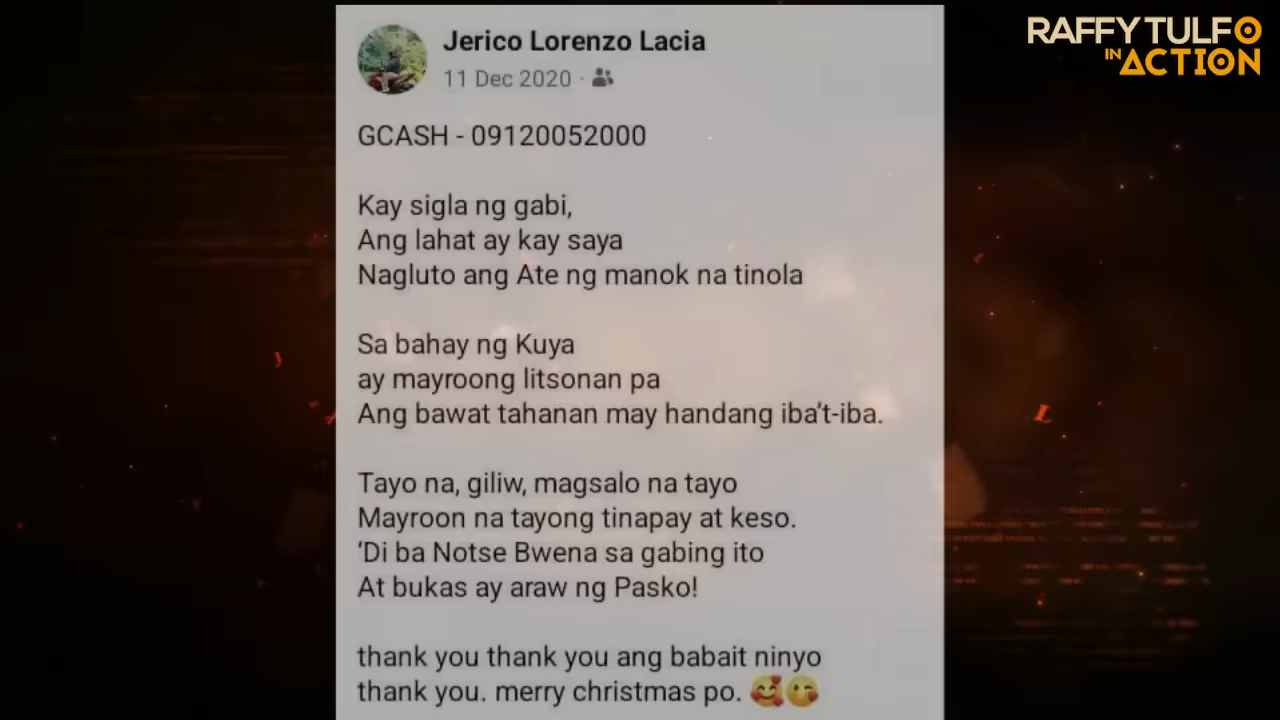 RAFFY TULFO
IN ACTION
Jerico Lorenzo Lacia
11 Dec 2020 ·
GCASH - 09120052000
Kay sigla ng gabi,
Ang lahat ay kay saya
Nagluto ang Ate ng manok na tinola
Sa bahay ng Kuya
ay mayroong litsonan pa
Ang bawat tahanan may handang iba’t-iba.
Tayo na, giliw, magsalo na tayo
Mayroon na tayong tinapay at keso.
‘Di ba Notse Bwena sa gabing ito
At bukas ay araw ng Pasko!
thank you thank you ang babait ninyo
thank you. merry christmas po. 🥰😘